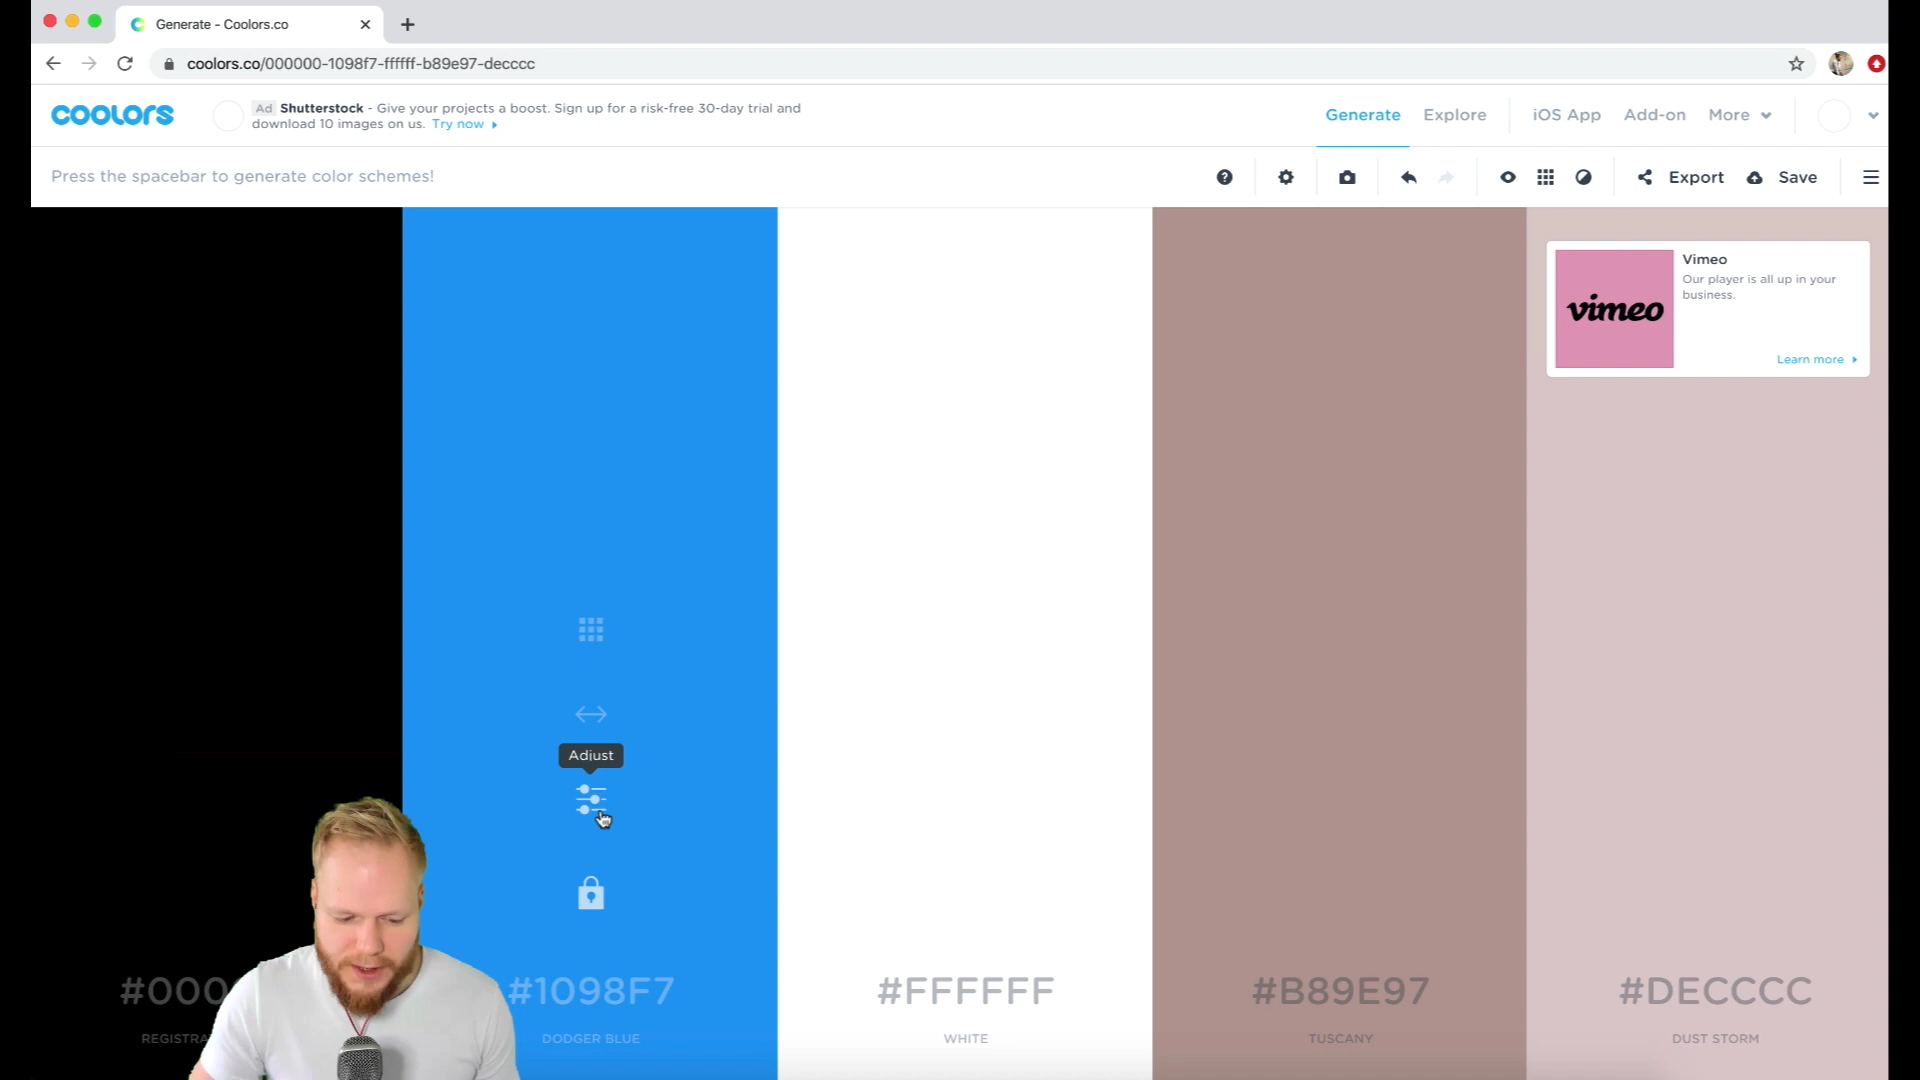 Generate - Coolors.co
coolors.co/000000-1098f7-ffffff-b89e97-decccc
coolors
Ad Shutterstock - Give your projects a boost. Sign up for a risk-free 30-day trial and
download 10 images on us. Try now
Generate
Explore
iOS App
Add-on
More
Press the spacebar to generate color schemes!
Export
Save
Vimeo
Our player is all up in your
business.
vimeo
Learn more
Adjust
#000
#1098F7
#FFFFFF
#B89E97
#DECCCC
REGISTRA
DODGER BLUE
WHITE
TUSCANY
DUST STORM